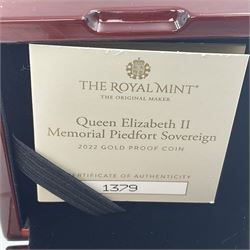 THE ROYAL MINT®
THE ORIGINAL MAKER
Queen Elizabeth II
Memorial Piedfort Sovereign
2022 GOLD PROOF COIN
CERTIFICATE OF AUTHENTICITY
1379